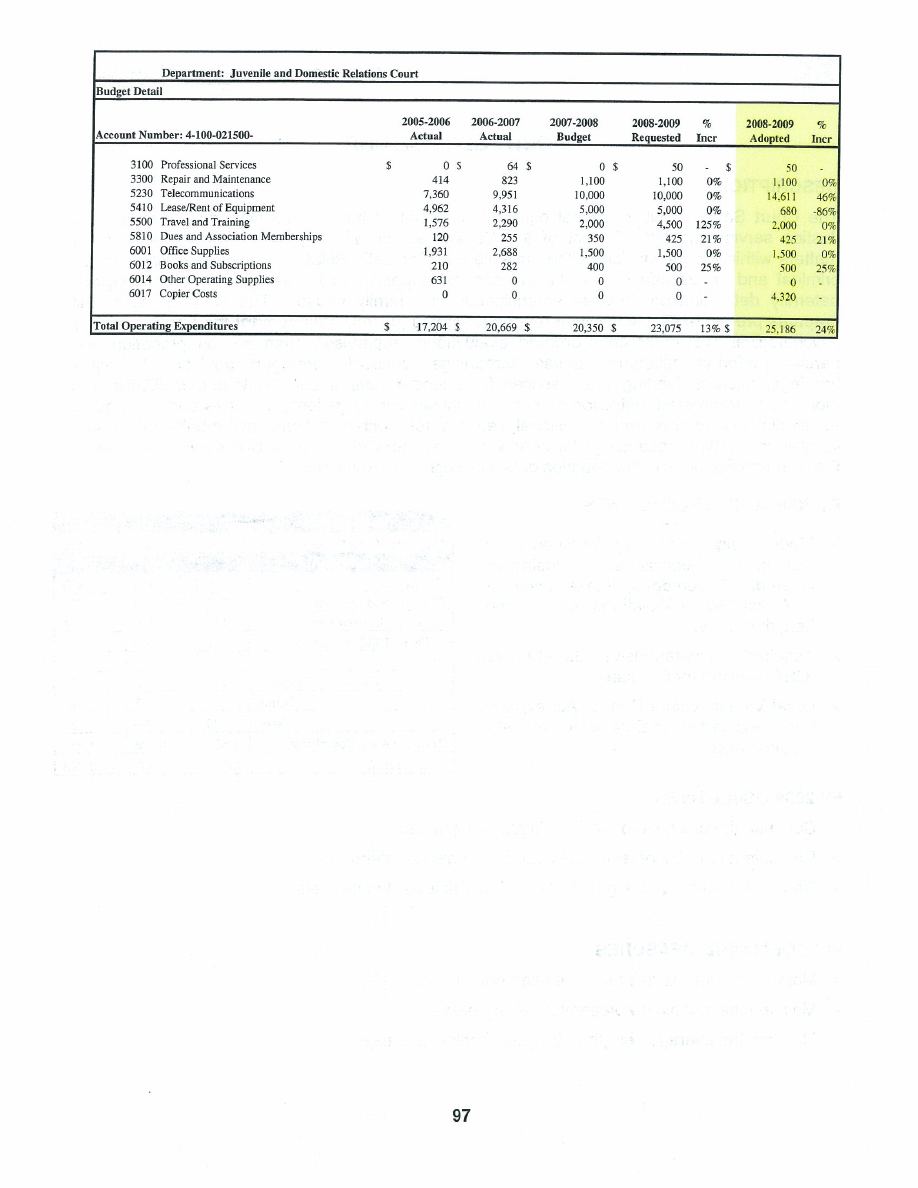 Department: Juvenile and Domestic Relations Court
Budget Detail
2005-2006 2006-2007 2007-2008 2008-2009 % 2008-2009 %
Account Number: 4-100-021500- Actual Actual Budget Requested Incr Adopted Incr
3100 Professional Services $ 0 $ 64 $ 0 $ 50 - $ 50 -
3300 Repair and Maintenance 414 823 1,100 1,100 0% 1,100 0%
5230 Telecommunications 7,360 9,951 10,000 10,000 0% 14,611 46%
5410 Lease/Rent of Equipment 4,962 4,316 5,000 5,000 0% 680 -86%
5500 Travel and Training 1,576 2,290 2,000 4,500 125% 2,000 0%
5810 Dues and Association Memberships 120 255 350 425 21% 425 21%
6001 Office Supplies 1,931 2,688 1,500 1,500 0% 1,500 0%
6012 Books and Subscriptions 210 282 400 500 25% 500 25%
6014 Other Operating Supplies 631 0 0 0 - 0
6017 Copier Costs 0 0 0 0 - 4,320 -
Total Operating Expenditures $ 17,204 $ 20,669 $ 20,350 $ 23,075 13% $ 25,186 24%
97